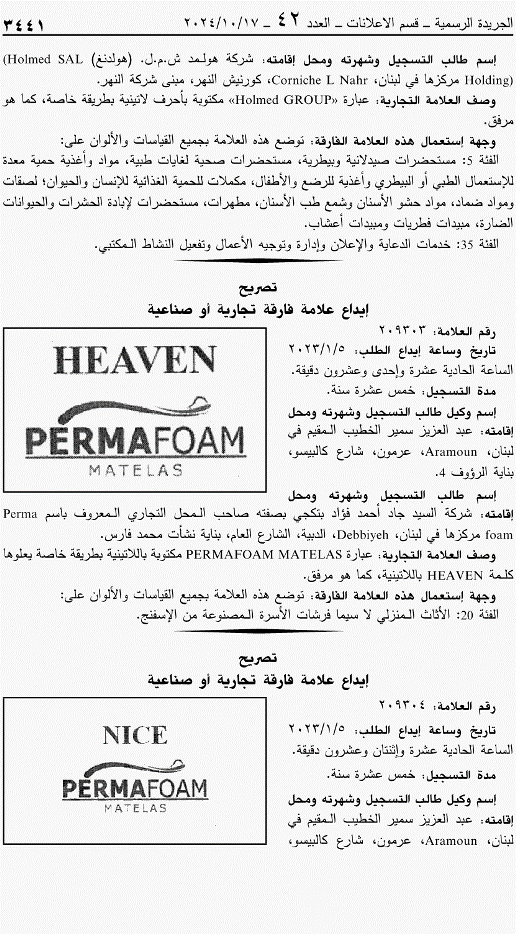 الجريدة الرسمية – قسم الاعلانات – العدد ٤٢ – ٢٠٢٤/١٠/١٧ ٣٤٤١
إسم طالب التسجيل وشهرته ومحل إقامته: شركة هولمد ش.م.ل. (هولدنغ) Holmed SAL)
(Holding مركزها في لبنان، Corniche L Nahr، كورنيش النهر، مبنى شركة النهر.
وصف العلامة التجارية: عبارة «Holmed GROUP» مكتوبة بأحرف لاتينية بطريقة خاصة، كما هو
مرفق.
وجهة إستعمال هذه العلامة الفارقة: توضع هذه العلامة بجميع القياسات والألوان على:
الفئة 5: مستحضرات صيدلانية وبيطرية، مستحضرات صحية لغايات طبية، مواد وأغذية حمية معدة
للإستعمال الطبي أو البيطري وأغذية للرضع والأطفال، مكملات للحمية الغذائية للإنسان والحيوان؛ لصقات
ومواد ضماد، مواد حشو الأسنان وشمع طب الأسنان، مطهرات، مستحضرات لإبادة الحشرات والحيوانات
الضارة، مبيدات فطريات ومبيدات أعشاب.
الفئة 35: خدمات الدعاية والإعلان وإدارة وتوجيه الأعمال وتفعيل النشاط المكتبي.
تصريح
إيداع علامة فارقة تجارية أو صناعية
رقم العلامة: ٢٠٩٣٠٣
تاريخ وساعة إيداع الطلب: ٢٠٢٣/١/٥
الساعة الحادية عشرة وإحدى وعشرون دقيقة.
مدة التسجيل: خمس عشرة سنة.
إسم وكيل طالب التسجيل وشهرته ومحل
إقامته: عبد العزيز سمير الخطيب المقيم في
لبنان، Aramoun، عرمون، شارع كالبيسو،
بناية الرؤوف 4.
HEAVEN
PERMAFOAM
MATELAS
إسم طالب التسجيل وشهرته ومحل
إقامته: شركة السيد جاد أحمد فؤاد بتكجي بصفته صاحب المحل التجاري المعروف باسم Perma
foam مركزها في لبنان، Debbiyeh، الدبية، الشارع العام، بناية نشأت محمد فارس.
وصف العلامة التجارية: عبارة PERMAFOAM MATELAS مكتوبة باللاتينية بطريقة خاصة يعلوها
كلمة HEAVEN باللاتينية، كما هو مرفق.
وجهة إستعمال هذه العلامة الفارقة: توضع هذه العلامة بجميع القياسات والألوان على:
الفئة 20: الأثاث المنزلي لا سيما فرشات الأسرة المصنوعة من الإسفنج.
تصريح
إيداع علامة فارقة تجارية أو صناعية
رقم العلامة: ٢٠٩٣٠٤
تاريخ وساعة إيداع الطلب: ٢٠٢٣/١/٥
الساعة الحادية عشرة وإثنتان وعشرون دقيقة.
مدة التسجيل: خمس عشرة سنة.
إسم وكيل طالب التسجيل وشهرته ومحل
إقامته: عبد العزيز سمير الخطيب المقيم في
لبنان، Aramoun، عرمون، شارع كالبيسو،
NICE
PERMAFOAM
MATELAS